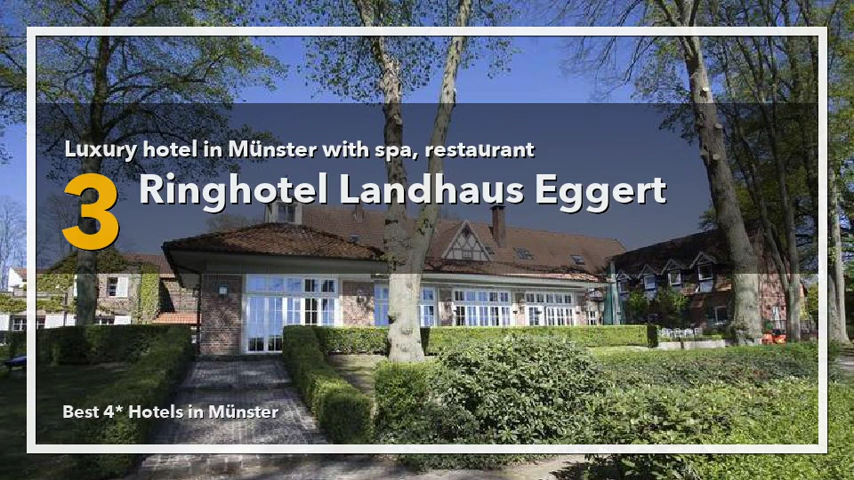 Luxury hotel in Münster with spa, restaurant
3
Ringhotel Landhaus Eggert
Best 4* Hotels in Münster